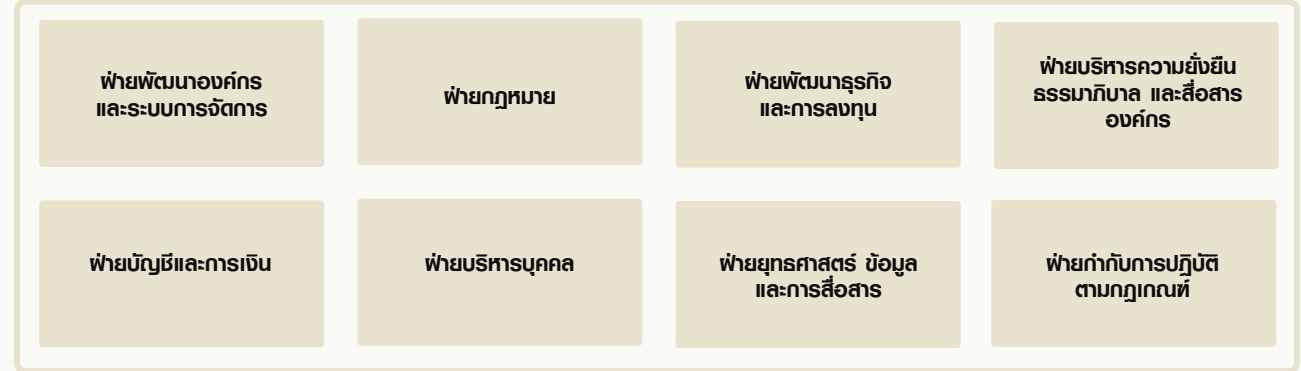 ฝ่ายพัฒนาองค์กร
และระบบการจัดการ
ฝ่ายกฎหมาย
ฝ่ายพัฒนาธุรกิจ
และการลงทุน
ฝ่ายบริหารความยั่งยืน
ธรรมาภิบาล และสื่อสาร
องค์กร
ฝ่ายบัญชีและการเงิน
ฝ่ายบริหารบุคคล
ฝ่ายยุทธศาสตร์ ข้อมูล
และการสื่อสาร
ฝ่ายกำกับการปฏิบัติ
ตามกฎเกณฑ์